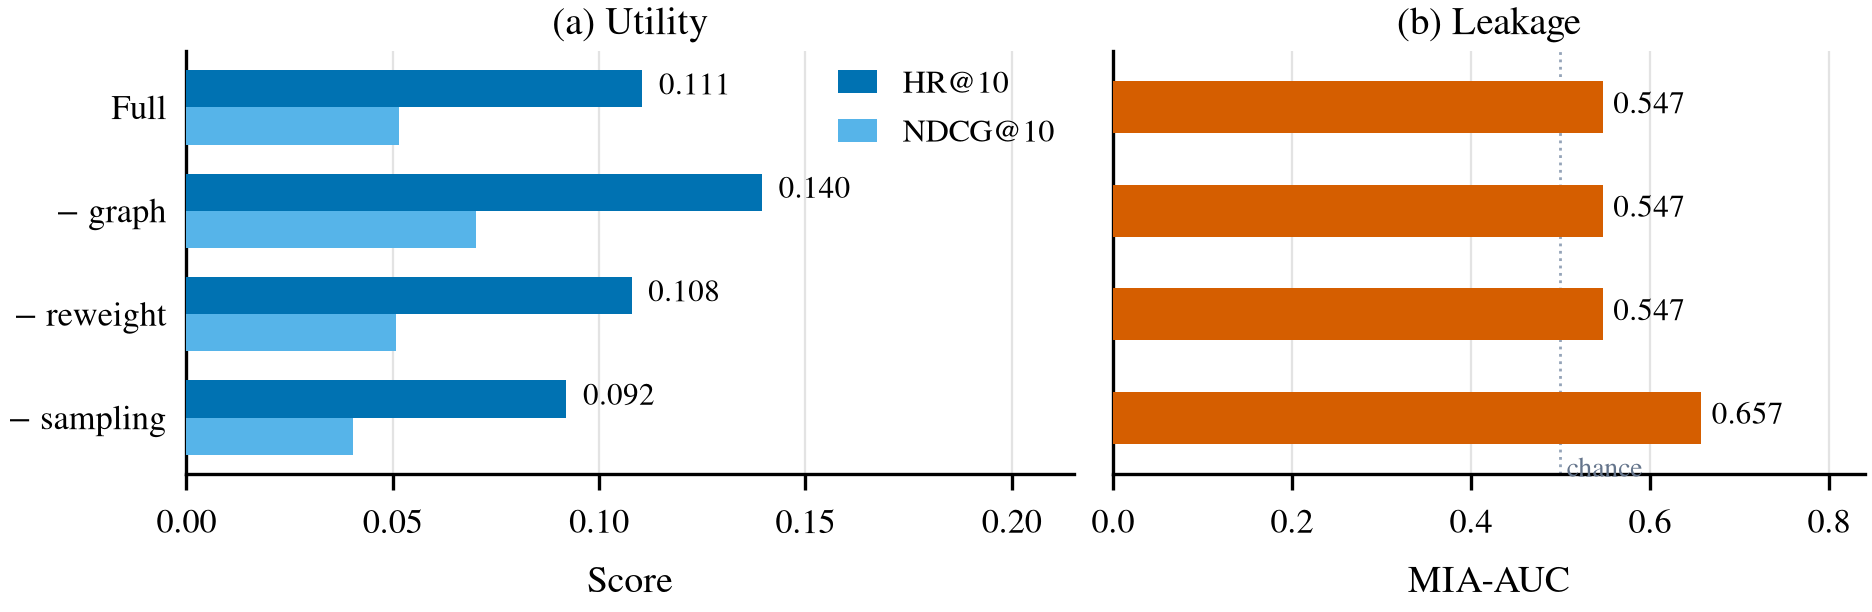 (a) Utility
HR@10
NDCG@10
Full
0.111
− graph
0.140
− reweight
0.108
− sampling
0.092
0.00 0.05 0.10 0.15 0.20
Score
(b) Leakage
0.547
0.547
0.547
0.657
chance
0.0 0.2 0.4 0.6 0.8
MIA-AUC